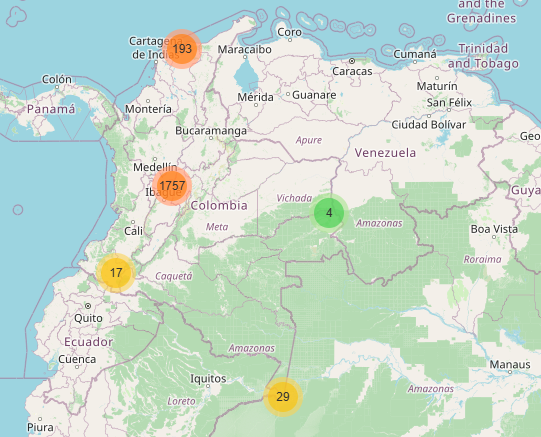 and the
Grenadines
Coro
Cartagena
de Indias
193
Maracaibo
Cumaná
Trinidad
and Tobago
Caracas
Colón
Maturín
Mérida
Guanare
San Félix
Panamá
Montería
Ciudad Bolívar
Bucaramanga
Apure
Geo
Venezuela
Medellín
1757
Guya
Vichada
Colombia
4
Amazonas
Cali
Meta
Boa Vista
Roraima
17
Caquetá
Quito
Ecuador
Amazonas
Cuenca
Manaus
Iquitos
Amazonas
29
Loreto
Piura